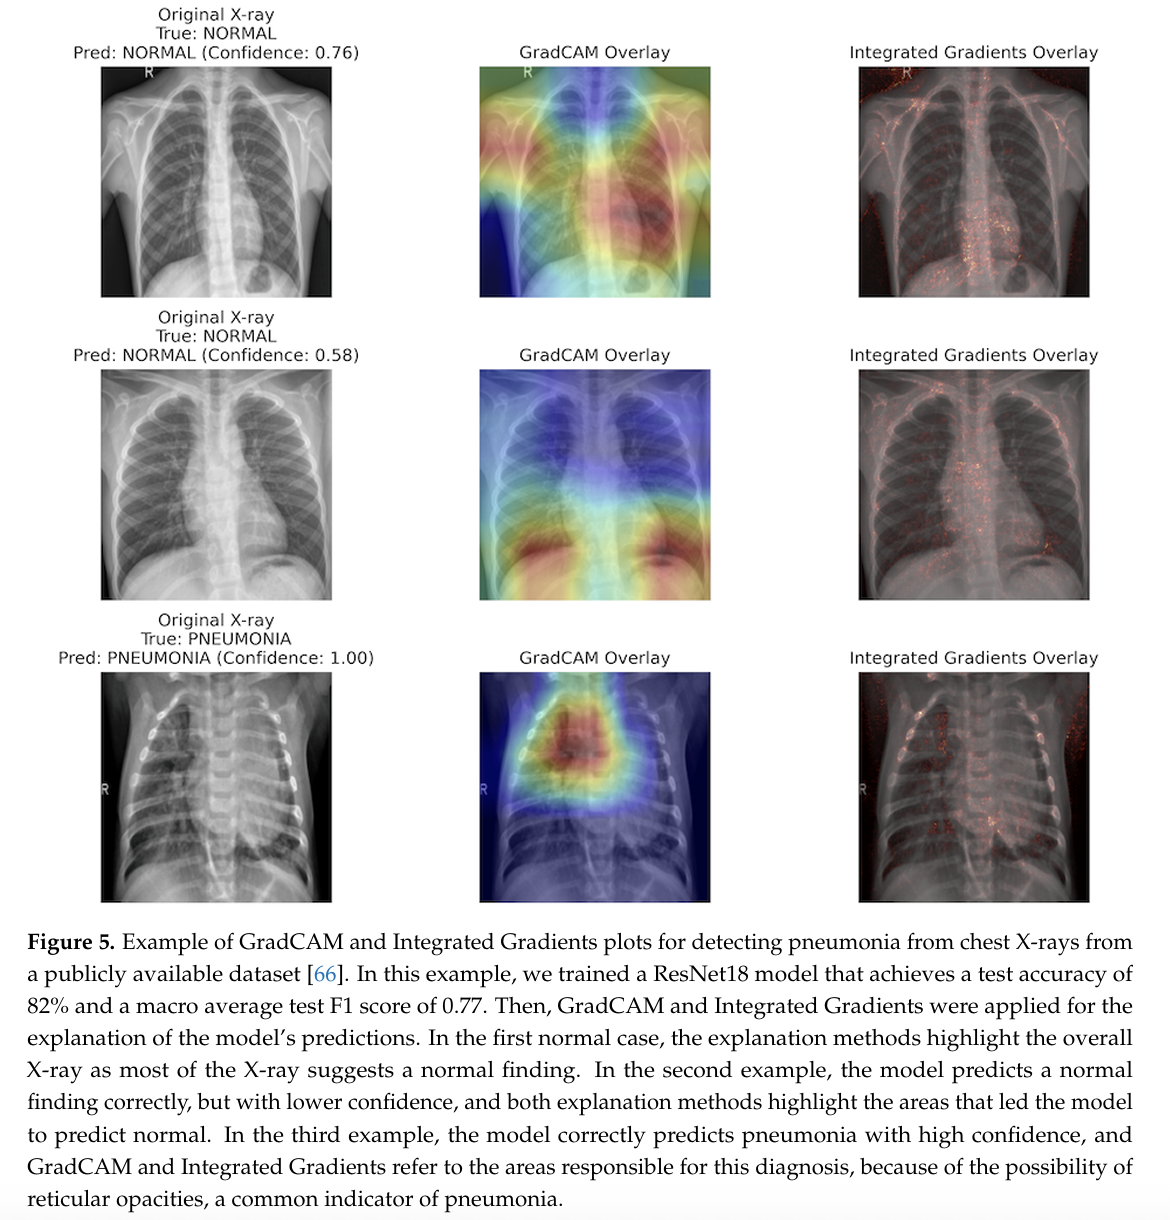 Original X-ray
True: NORMAL
Pred: NORMAL (Confidence: 0.76)
GradCAM Overlay
Integrated Gradients Overlay
R
R
R
Original X-ray
True: NORMAL
Pred: NORMAL (Confidence: 0.58)
GradCAM Overlay
Integrated Gradients Overlay
Original X-ray
True: PNEUMONIA
Pred: PNEUMONIA (Confidence: 1.00)
GradCAM Overlay
Integrated Gradients Overlay
R
R
R
Figure 5. Example of GradCAM and Integrated Gradients plots for detecting pneumonia from chest X-rays from
a publicly available dataset [66]. In this example, we trained a ResNet18 model that achieves a test accuracy of
82% and a macro average test F1 score of 0.77. Then, GradCAM and Integrated Gradients were applied for the
explanation of the model's predictions. In the first normal case, the explanation methods highlight the overall
X-ray as most of the X-ray suggests a normal finding. In the second example, the model predicts a normal
finding correctly, but with lower confidence, and both explanation methods highlight the areas that led the model
to predict normal. In the third example, the model correctly predicts pneumonia with high confidence, and
GradCAM and Integrated Gradients refer to the areas responsible for this diagnosis, because of the possibility of
reticular opacities, a common indicator of pneumonia.